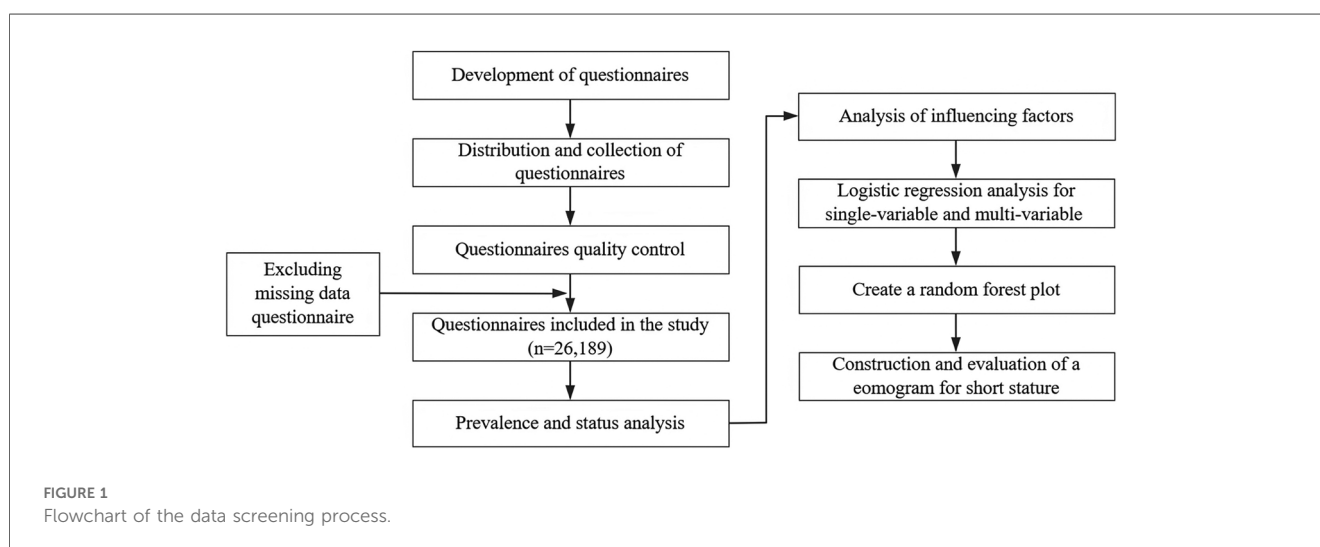 Development of questionnaires
Distribution and collection of
questionnaires
Questionnaires quality control
Excluding
missing data
questionnaire
Questionnaires included in the study
(n=26,189)
Prevalence and status analysis
Analysis of influencing factors
Logistic regression analysis for
single-variable and multi-variable
Create a random forest plot
Construction and evaluation of a
eomogram for short stature
FIGURE 1
Flowchart of the data screening process.